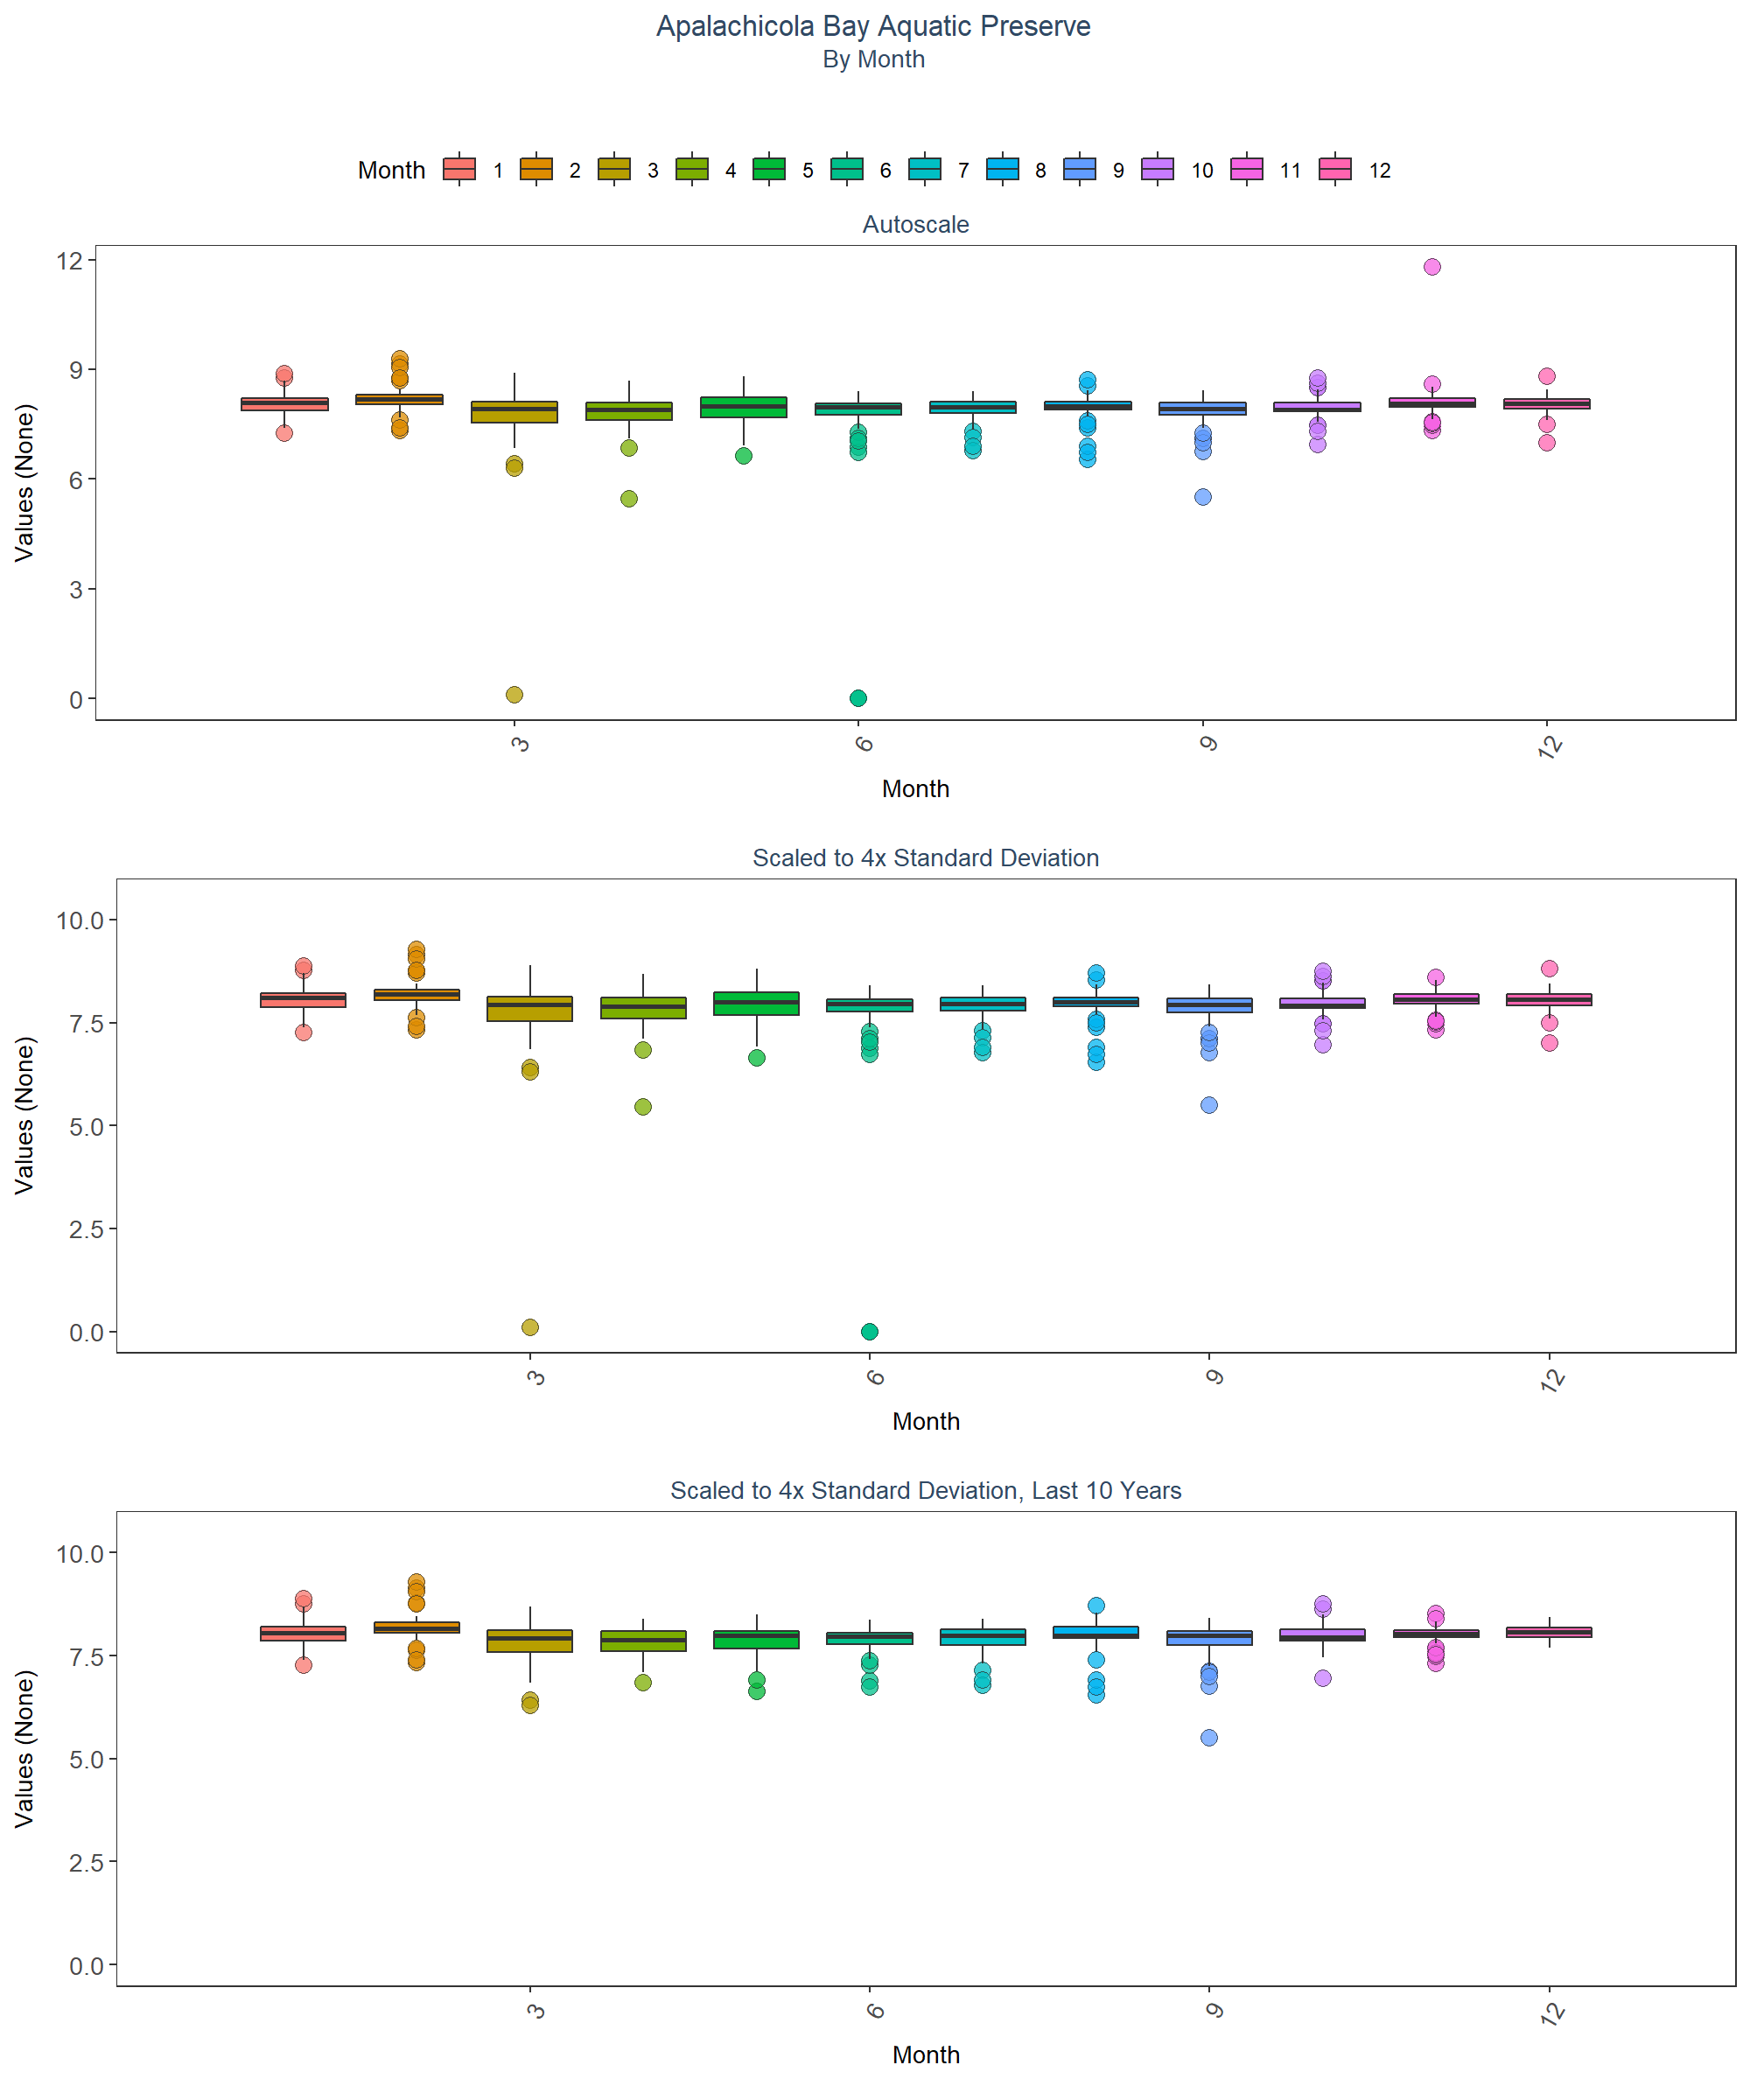 Apalachicola Bay Aquatic Preserve
By Month
Month 1 2 3 4 5 6 7 8 9 10 11 12
Autoscale
Values (None)
12
9
6
3
0
3 6 9 12
Month
Scaled to 4x Standard Deviation
Values (None)
10.0
7.5
5.0
2.5
0.0
3 6 9 12
Month
Scaled to 4x Standard Deviation, Last 10 Years
Values (None)
10.0
7.5
5.0
2.5
0.0
3 6 9 12
Month